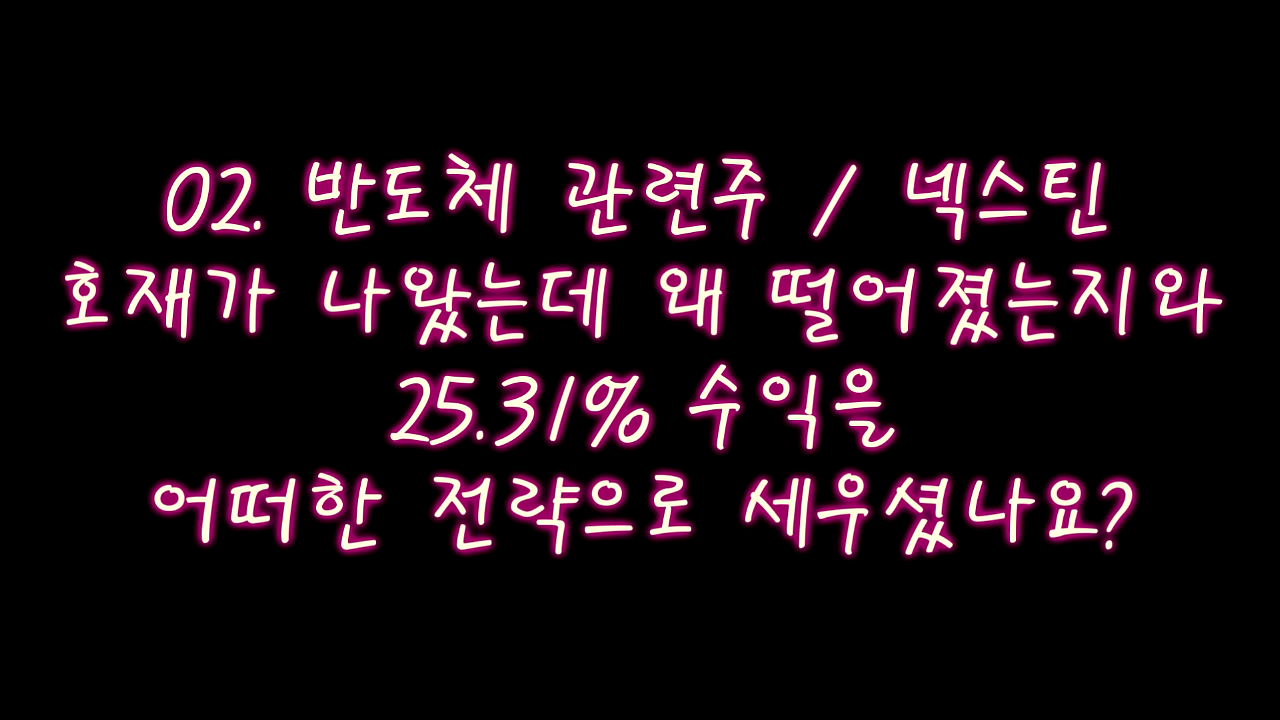 02. 반도체 관련주 / 넥스틴
호재가 나왔는데 왜 떨어졌는지와
25.31% 수익을
어떠한 전략으로 세우셨나요?